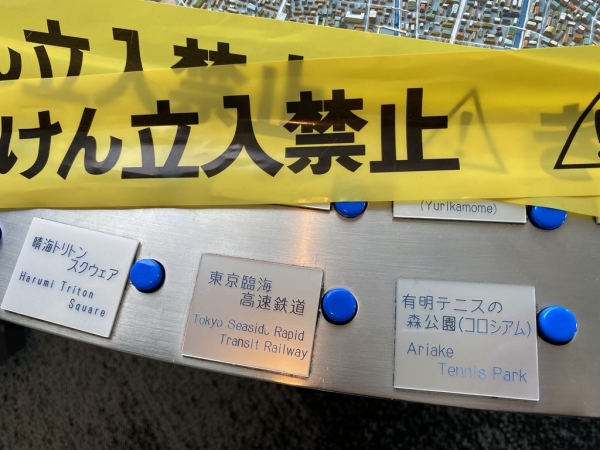 ん立入禁止
けん立入禁止
(Yurikamome)
晴海トリトン
スクウェア
Harumi Triton
Square
東京臨海
高速鉄道
Tokyo Seaside Rapid
Transit Railway
有明テニスの
森公園(コロシアム)
Ariake
Tennis Park